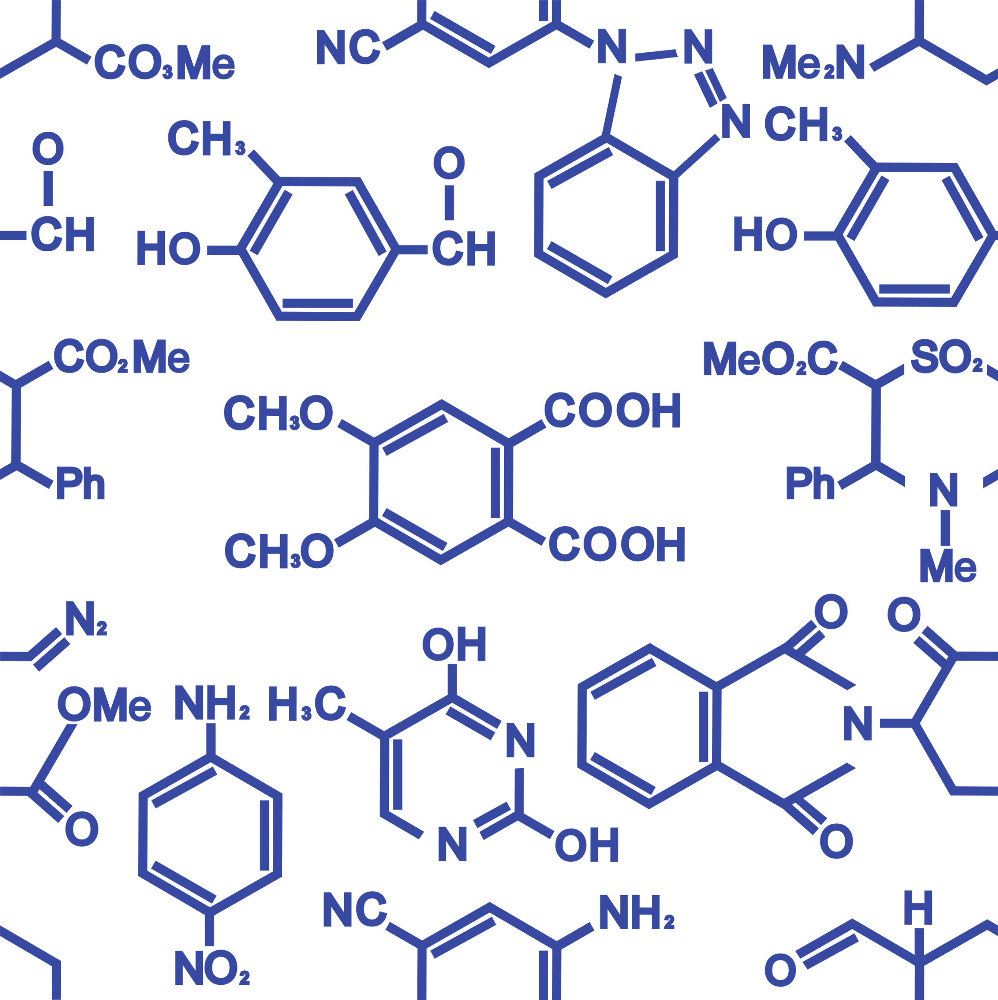 CO₃Me
NC
N
N
Me₂N
N
CH₃
O
CH₃
O
CH
HO
CH
HO
CO₂Me
MeO₂C
SO₂
CH₃O
COOH
Ph
Ph
N
CH₃O
COOH
Me
N₂
OH
O
O
OMe
NH₂
H₃C
N
N
O
N
OH
O
NC
NH₂
H
NO₂
O